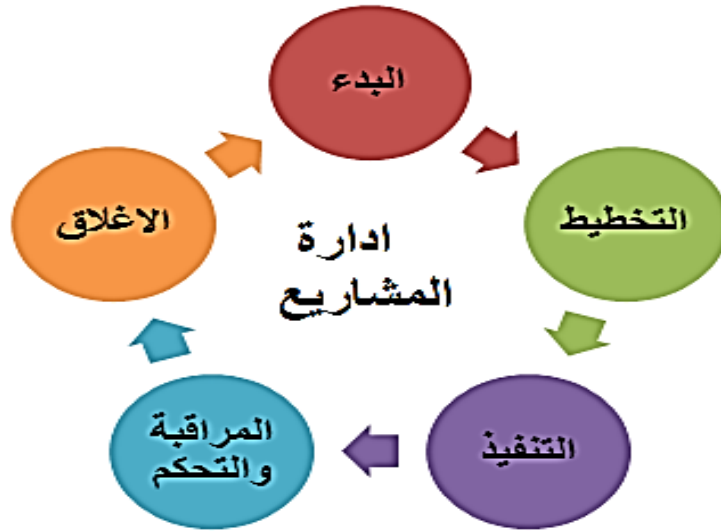 البدء
التخطيط
التنفيذ
المراقبة
والتحكم
الاغلاق
ادارة
المشاريع